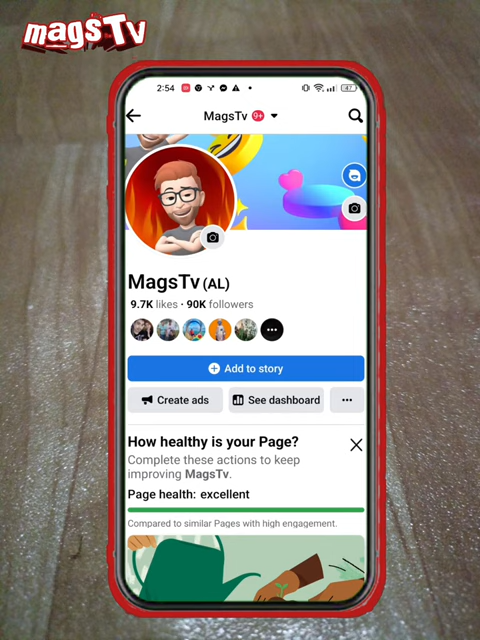 magsTv
2:54
47
MagsTv 9+
MagsTv (AL)
9.7K likes • 90K followers
Add to story
Create ads
See dashboard
How healthy is your Page?
Complete these actions to keep
improving MagsTv.
Page health: excellent
Compared to similar Pages with high engagement.